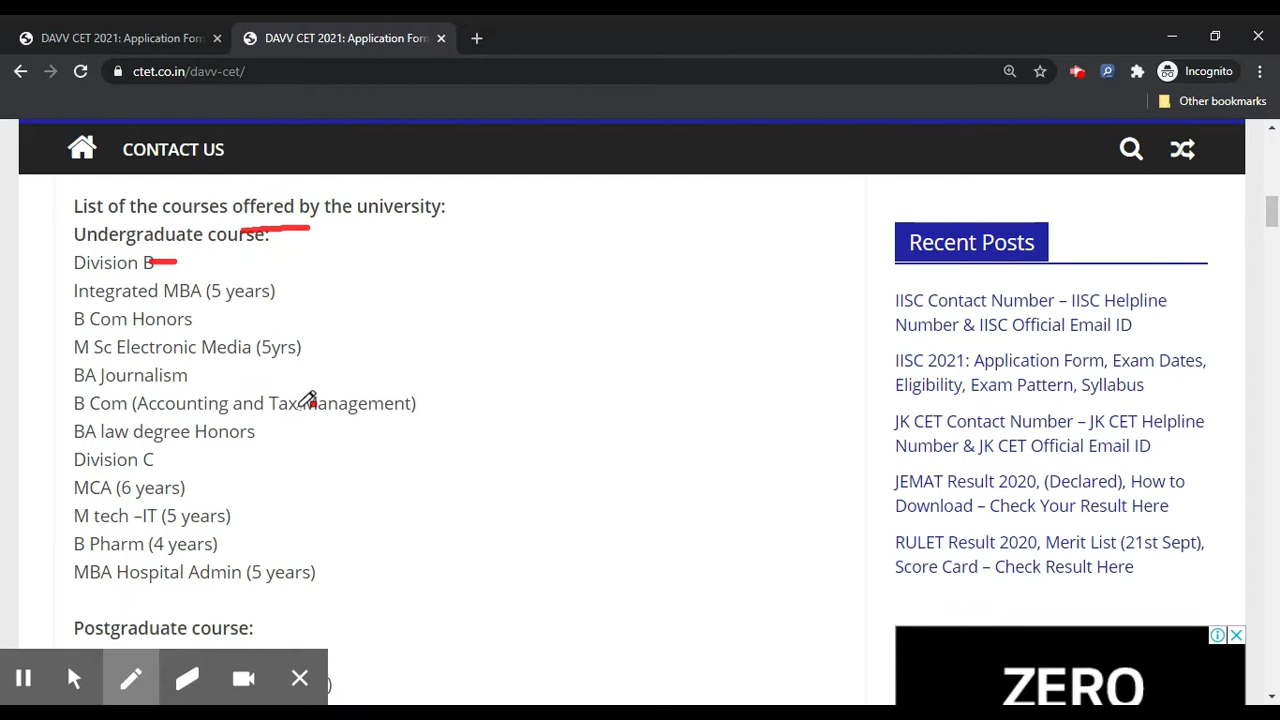 DAVV CET 2021: Application Form
DAVV CET 2021: Application Form
ctet.co.in/davv-cet/
Incognito
Other bookmarks
CONTACT US
List of the courses offered by the university:
Undergraduate course:
Division B
Integrated MBA (5 years)
B Com Honors
M Sc Electronic Media (5yrs)
BA Journalism
B Com (Accounting and Tax Management)
BA law degree Honors
Division C
MCA (6 years)
M tech –IT (5 years)
B Pharm (4 years)
MBA Hospital Admin (5 years)
Postgraduate course:
Recent Posts
IISC Contact Number – IISC Helpline
Number & IISC Official Email ID
IISC 2021: Application Form, Exam Dates,
Eligibility, Exam Pattern, Syllabus
JK CET Contact Number – JK CET Helpline
Number & JK CET Official Email ID
JEMAT Result 2020, (Declared), How to
Download – Check Your Result Here
RULET Result 2020, Merit List (21st Sept),
Score Card – Check Result Here
ZERO